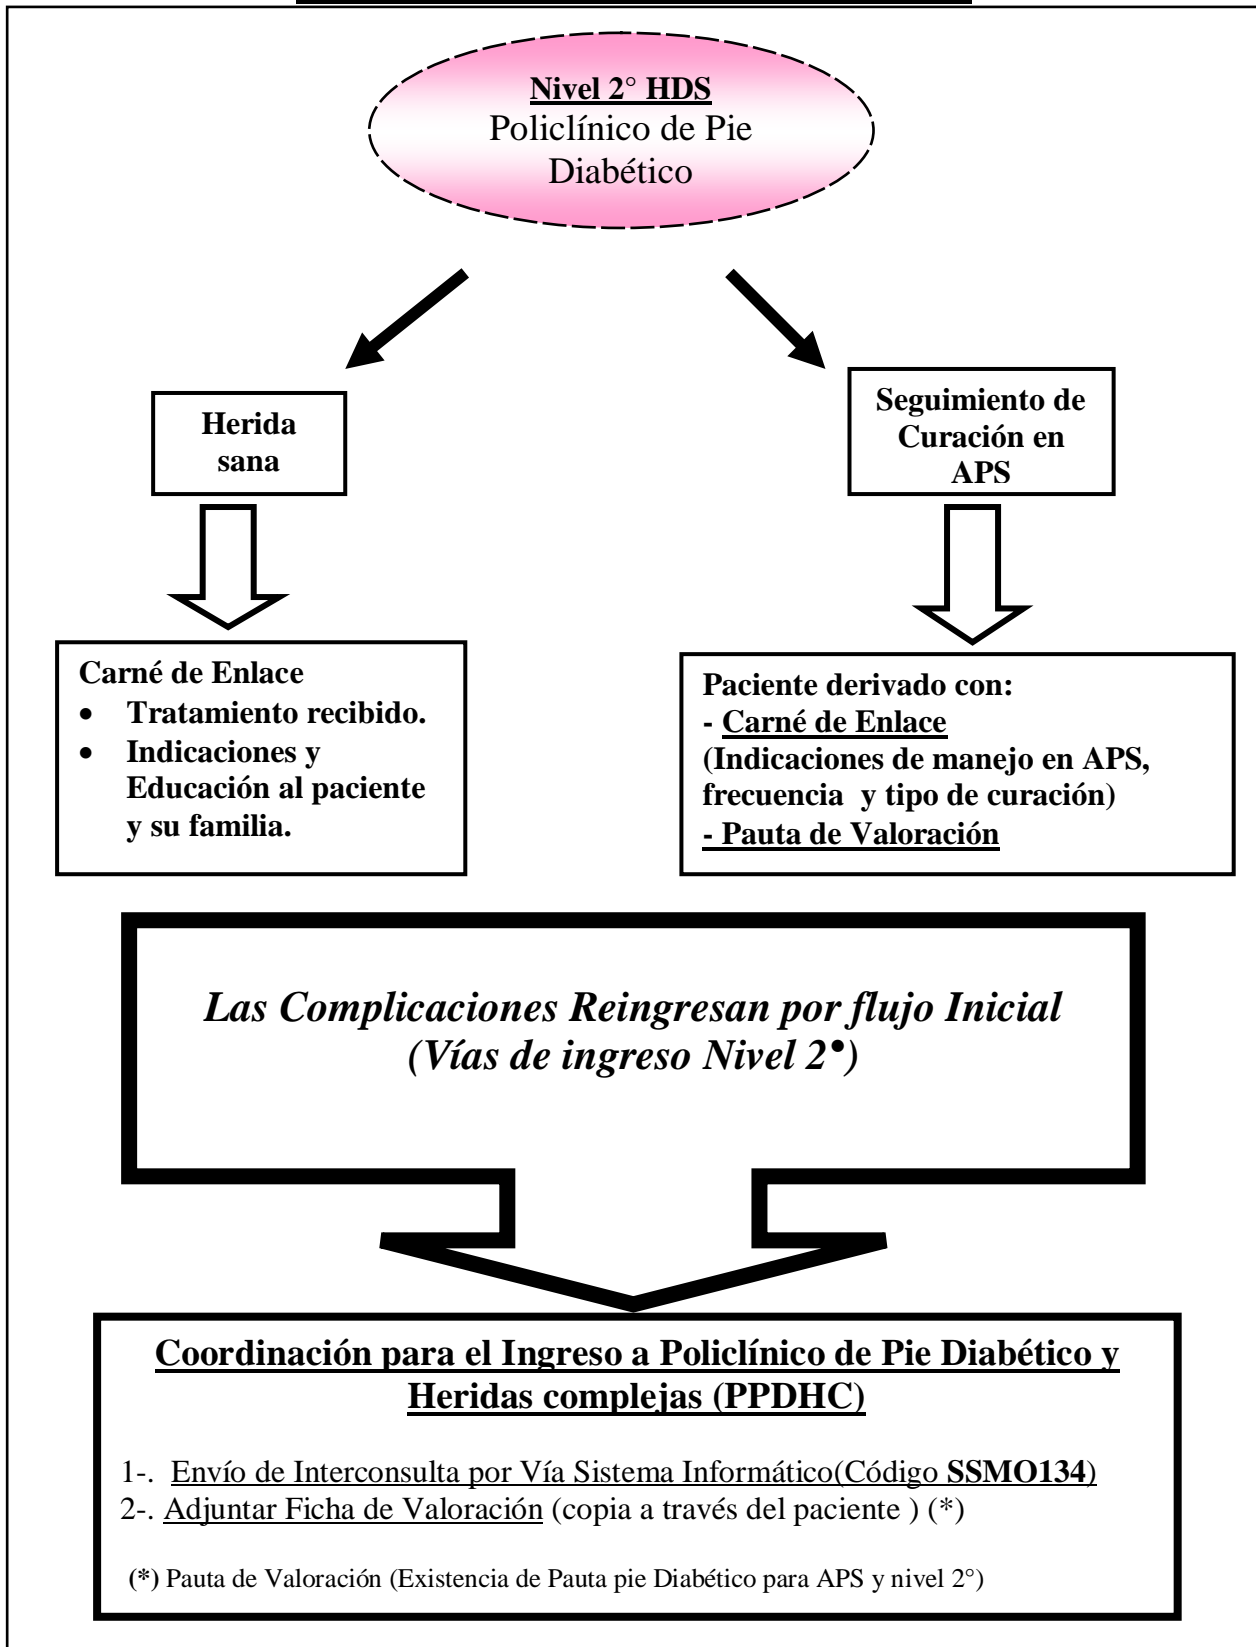 Nivel 2° HDS
Policlínico de Pie
Diabético
Herida
sana
Seguimiento de
Curación en
APS
Carné de Enlace
• Tratamiento recibido.
• Indicaciones y
Educación al paciente
y su familia.
Paciente derivado con:
- Carné de Enlace
(Indicaciones de manejo en APS,
frecuencia y tipo de curación)
- Pauta de Valoración
Las Complicaciones Reingresan por flujo Inicial
(Vías de ingreso Nivel 2•)
Coordinación para el Ingreso a Policlínico de Pie Diabético y
Heridas complejas (PPDHC)
1-. Envío de Interconsulta por Vía Sistema Informático(Código SSMO134)
2-. Adjuntar Ficha de Valoración (copia a través del paciente ) (*)
(*) Pauta de Valoración (Existencia de Pauta pie Diabético para APS y nivel 2°)